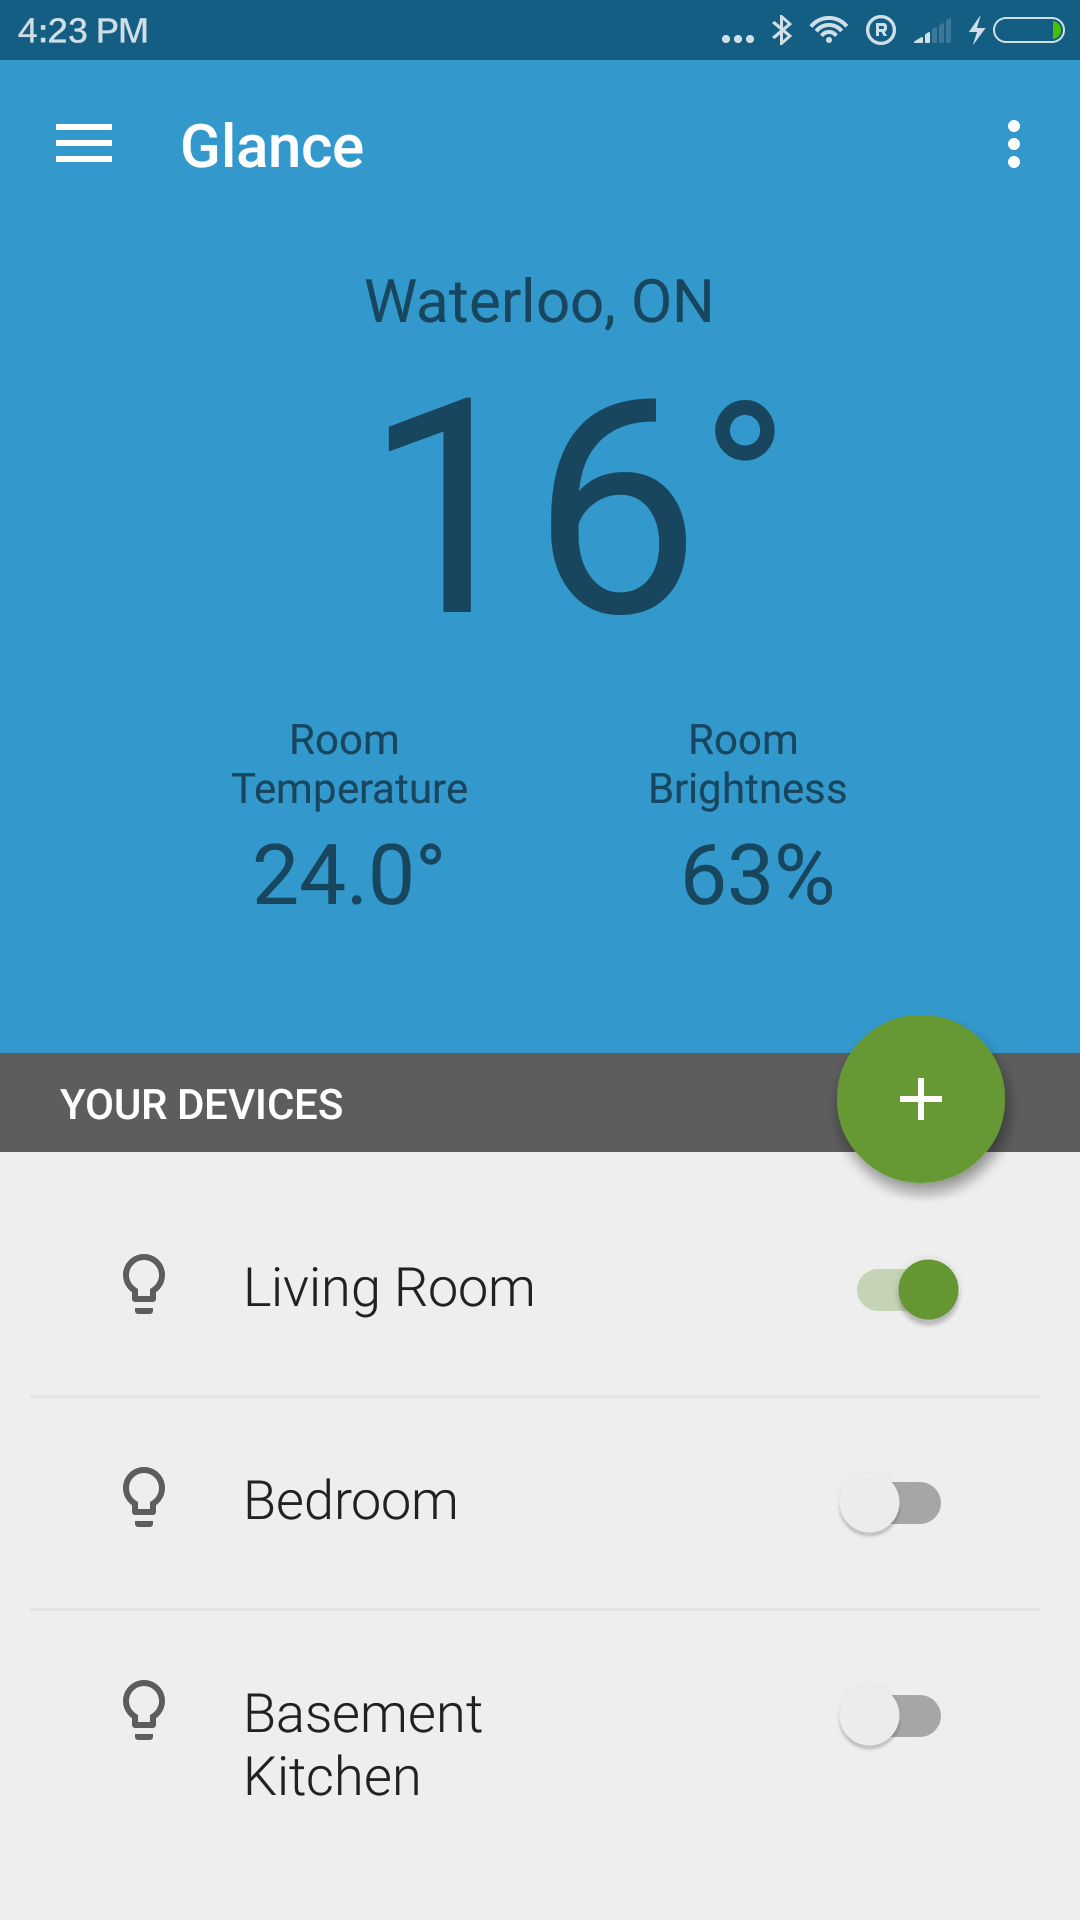 4:23 PM
R
Glance
Waterloo, ON
16°
Room
Temperature
24.0°
Room
Brightness
63%
YOUR DEVICES
Living Room
Bedroom
Basement
Kitchen